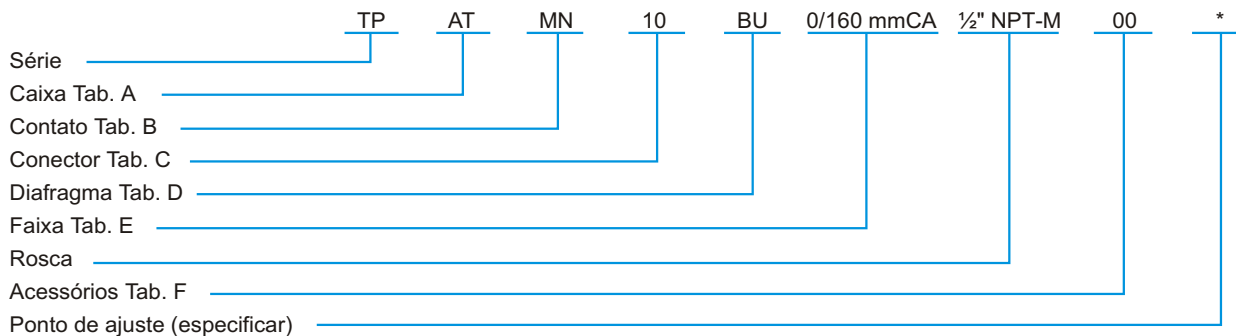 TP AT MN 10 BU 0/160 mmCA ½" NPT-M 00 *
Série
Caixa Tab. A
Contato Tab. B
Conector Tab. C
Diafragma Tab. D
Faixa Tab. E
Rosca
Acessórios Tab. F
Ponto de ajuste (especificar)